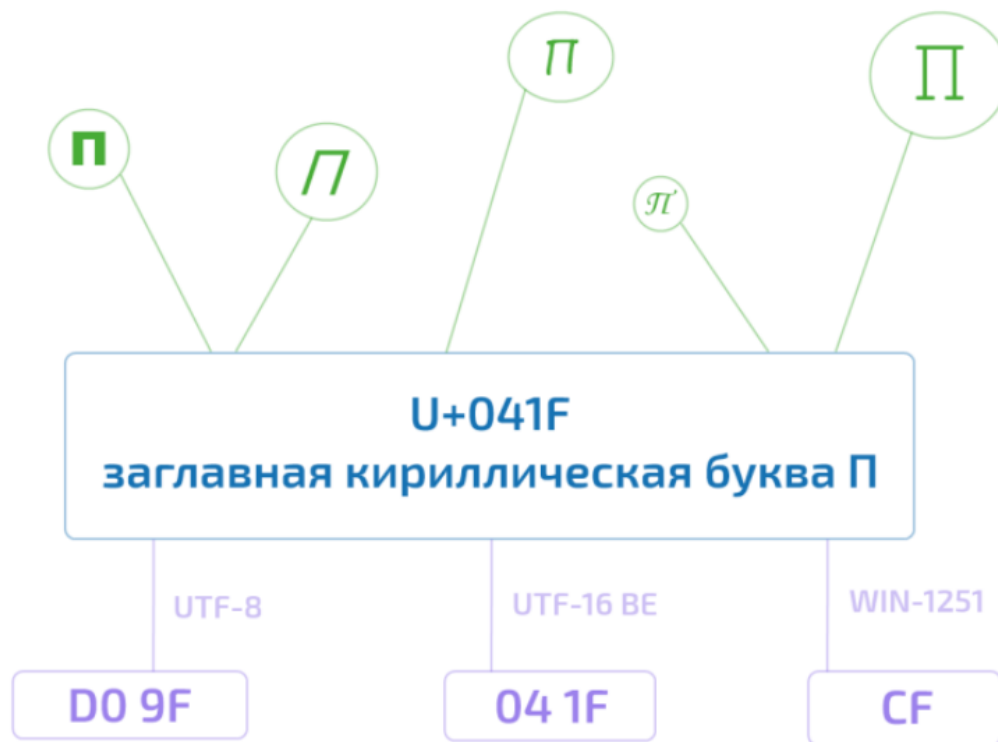 П
П
П
П
П
U+041F
заглавная кириллическая буква П
UTF-8
UTF-16 BE
WIN-1251
D0 9F
04 1F
CF